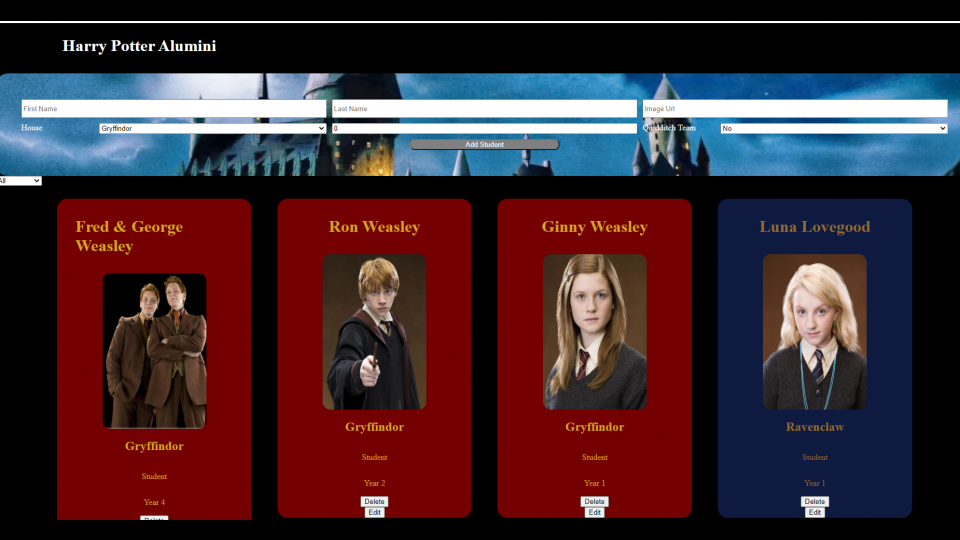 Harry Potter Alumini
First Name
Last Name
Image Url
House
Gryffindor
0
Quidditch Team
No
Add Student
All
Fred & George
Weasley
Gryffindor
Student
Year 4
Delete
Ron Weasley
Gryffindor
Student
Year 2
Delete
Edit
Ginny Weasley
Gryffindor
Student
Year 1
Delete
Edit
Luna Lovegood
Ravenclaw
Student
Year 1
Delete
Edit